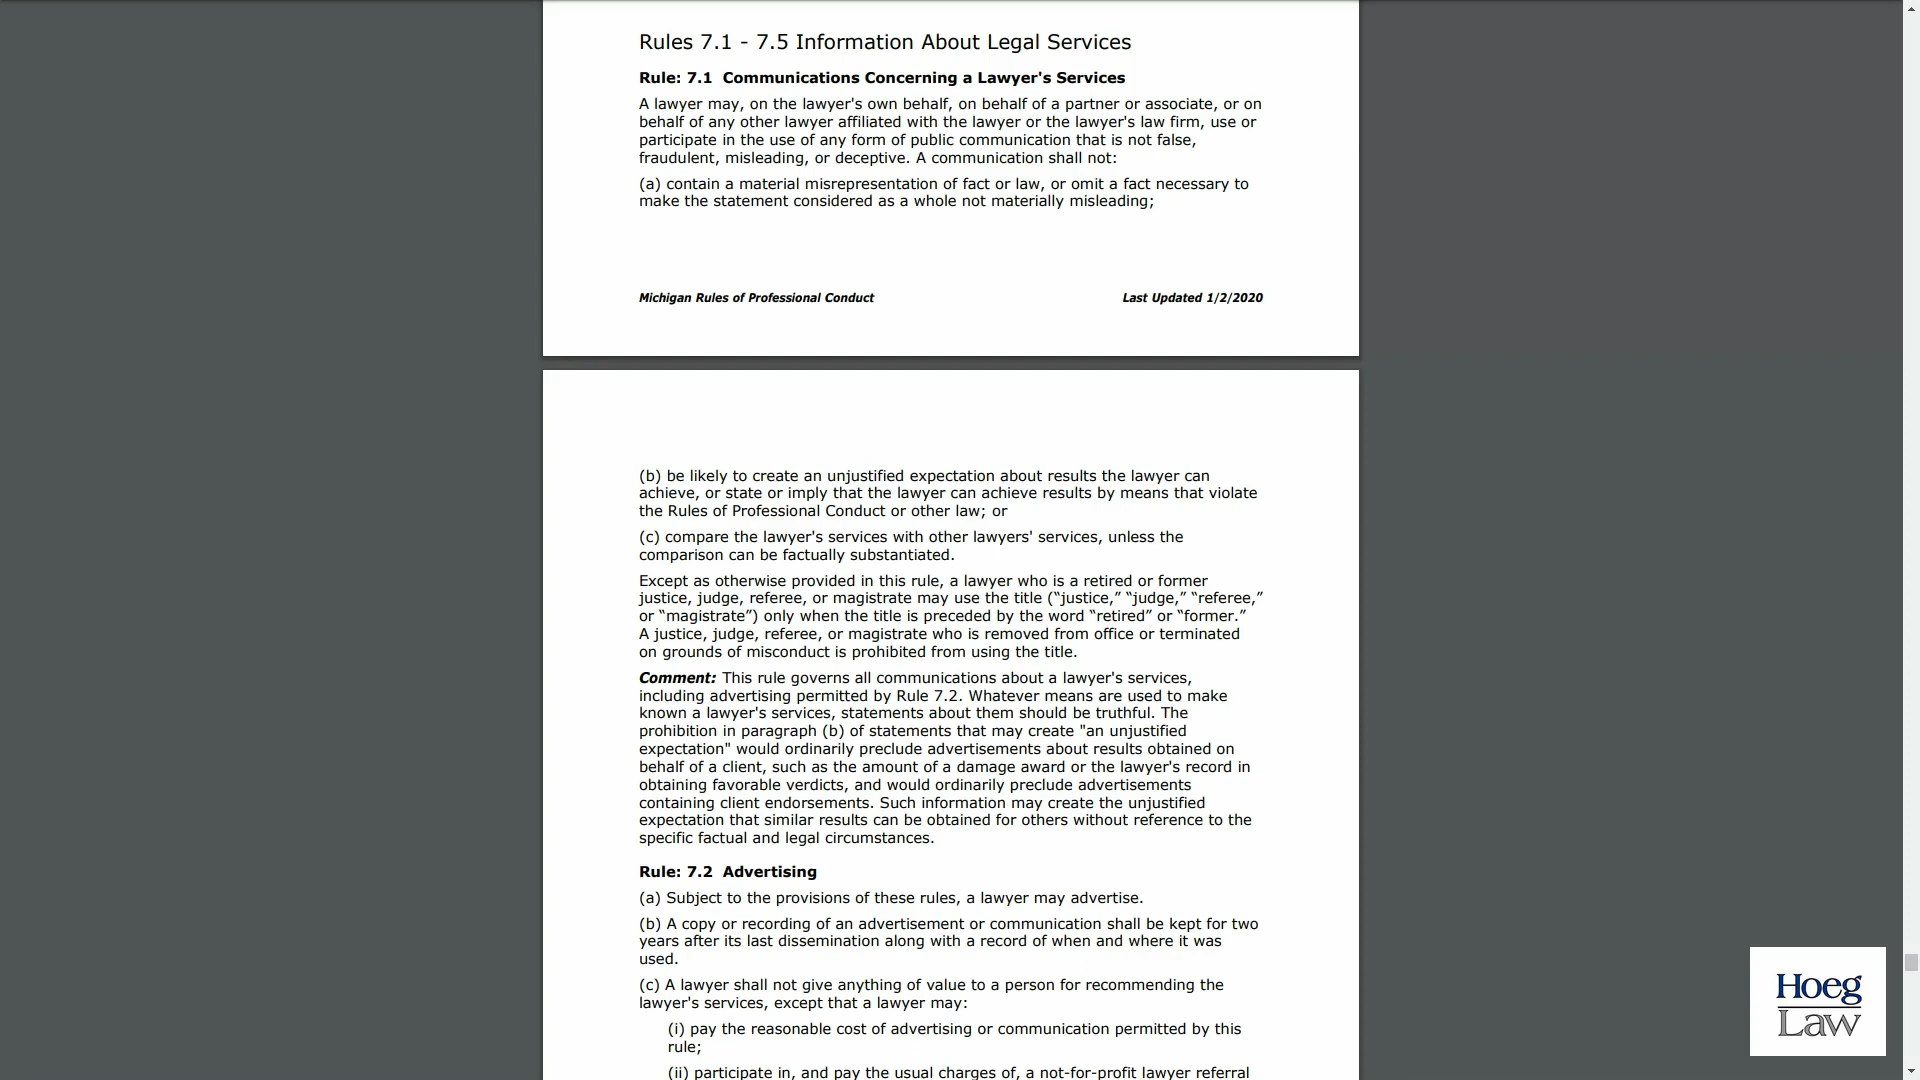 Rules 7.1 - 7.5 Information About Legal Services
Rule: 7.1  Communications Concerning a Lawyer's Services
A lawyer may, on the lawyer's own behalf, on behalf of a partner or associate, or on
behalf of any other lawyer affiliated with the lawyer or the lawyer's law firm, use or
participate in the use of any form of public communication that is not false,
fraudulent, misleading, or deceptive. A communication shall not:
(a) contain a material misrepresentation of fact or law, or omit a fact necessary to
make the statement considered as a whole not materially misleading;
Michigan Rules of Professional Conduct
Last Updated 1/2/2020
(b) be likely to create an unjustified expectation about results the lawyer can
achieve, or state or imply that the lawyer can achieve results by means that violate
the Rules of Professional Conduct or other law; or
(c) compare the lawyer's services with other lawyers' services, unless the
comparison can be factually substantiated.
Except as otherwise provided in this rule, a lawyer who is a retired or former
justice, judge, referee, or magistrate may use the title (“justice,” “judge,” “referee,”
or “magistrate”) only when the title is preceded by the word “retired” or “former.”
A justice, judge, referee, or magistrate who is removed from office or terminated
on grounds of misconduct is prohibited from using the title.
Comment: This rule governs all communications about a lawyer's services,
including advertising permitted by Rule 7.2. Whatever means are used to make
known a lawyer's services, statements about them should be truthful. The
prohibition in paragraph (b) of statements that may create "an unjustified
expectation" would ordinarily preclude advertisements about results obtained on
behalf of a client, such as the amount of a damage award or the lawyer's record in
obtaining favorable verdicts, and would ordinarily preclude advertisements
containing client endorsements. Such information may create the unjustified
expectation that similar results can be obtained for others without reference to the
specific factual and legal circumstances.
Rule: 7.2  Advertising
(a) Subject to the provisions of these rules, a lawyer may advertise.
(b) A copy or recording of an advertisement or communication shall be kept for two
years after its last dissemination along with a record of when and where it was
used.
(c) A lawyer shall not give anything of value to a person for recommending the
lawyer's services, except that a lawyer may:
(i) pay the reasonable cost of advertising or communication permitted by this
rule;
(ii) participate in, and pay the usual charges of, a not-for-profit lawyer referral
Hoeg
Law